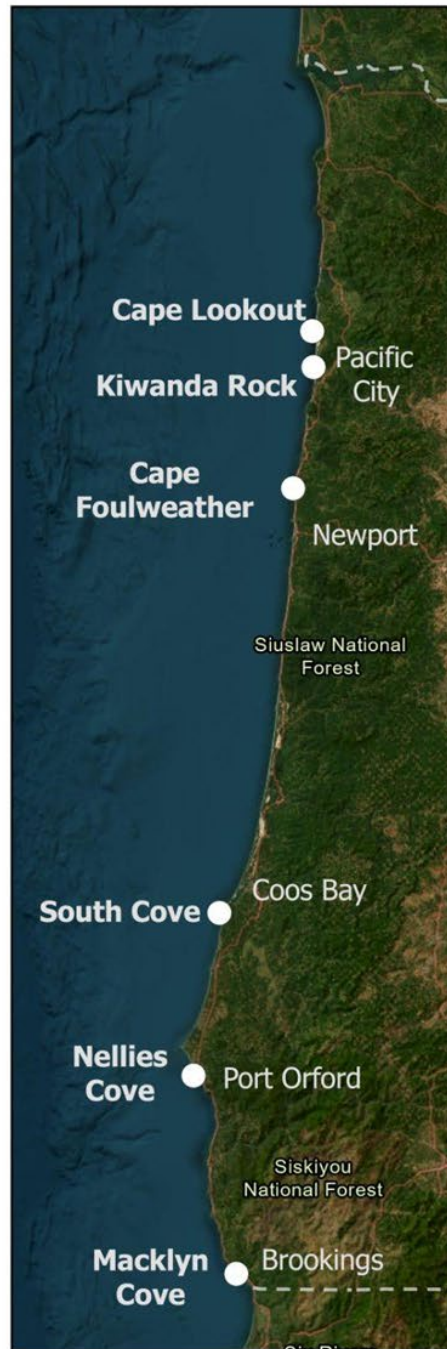 Cape Lookout
Kiwanda Rock
Pacific
City
Cape
Foulweather
Newport
Siuslaw National
Forest
Coos Bay
South Cove
Nellies
Cove
Port Orford
Siskiyou
National Forest
Macklyn
Cove
Brookings